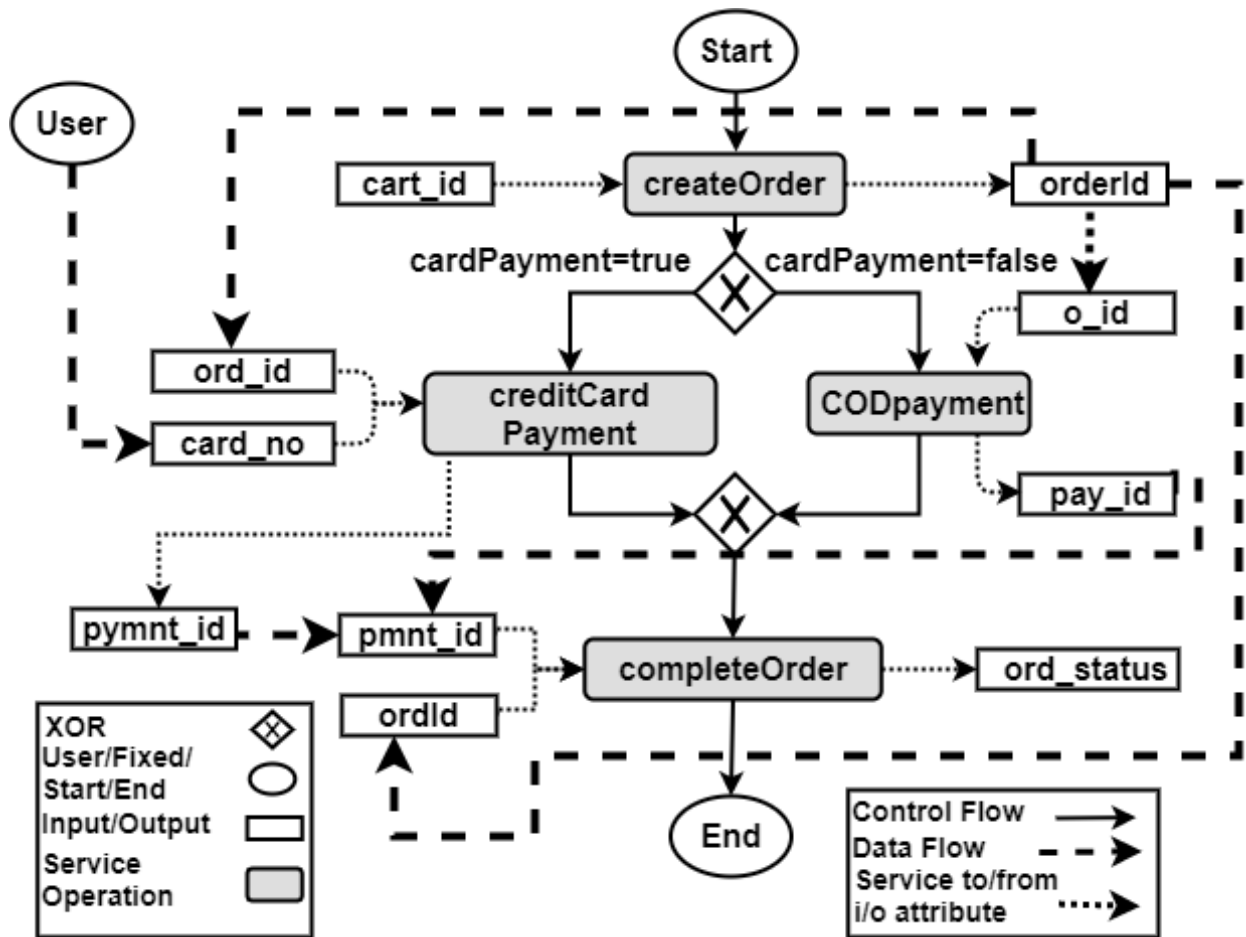 Start
User
cart_id
createOrder
orderId
cardPayment=true
cardPayment=false
X
o_id
ord_id
creditCard
Payment
CODpayment
card_no
X
pay_id
pymnt_id
pmnt_id
completeOrder
ord_status
ordId
XOR
X
User/Fixed/
Start/End
Input/Output
Service
Operation
End
Control Flow
Data Flow
Service to/from
i/o attribute